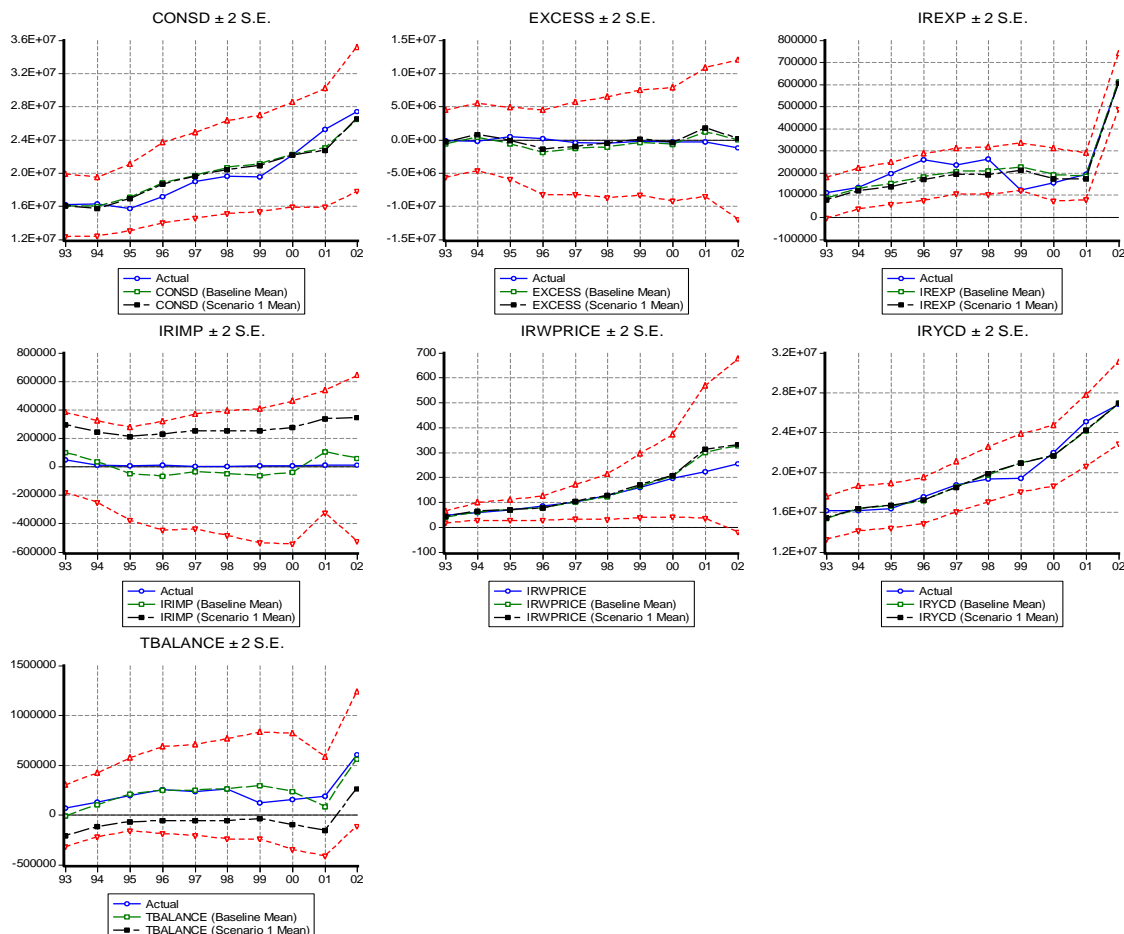 CONSD ± 2 S.E.
3.6E+07
3.2E+07
2.8E+07
2.4E+07
2.0E+07
1.6E+07
1.2E+07
93 94 95 96 97 98 99 00 01 02
Actual
CONSD (Baseline Mean)
CONSD (Scenario 1 Mean)
EXCESS ± 2 S.E.
1.5E+07
1.0E+07
5.0E+06
0.0E+00
-5.0E+06
-1.0E+07
-1.5E+07
93 94 95 96 97 98 99 00 01 02
Actual
EXCESS (Baseline Mean)
EXCESS (Scenario 1 Mean)
IREXP ± 2 S.E.
800000
700000
600000
500000
400000
300000
200000
100000
0
-100000
93 94 95 96 97 98 99 00 01 02
Actual
IREXP (Baseline Mean)
IREXP (Scenario 1 Mean)
IRIMP ± 2 S.E.
800000
600000
400000
200000
0
-200000
-400000
-600000
93 94 95 96 97 98 99 00 01 02
Actual
IRIMP (Baseline Mean)
IRIMP (Scenario 1 Mean)
IRWPRICE ± 2 S.E.
700
600
500
400
300
200
100
0
-100
93 94 95 96 97 98 99 00 01 02
IRWPRICE
IRWPRICE (Baseline Mean)
IRWPRICE (Scenario 1 Mean)
IRYCD ± 2 S.E.
3.2E+07
2.8E+07
2.4E+07
2.0E+07
1.6E+07
1.2E+07
93 94 95 96 97 98 99 00 01 02
Actual
IRYCD (Baseline Mean)
IRYCD (Scenario 1 Mean)
TBALANCE ± 2 S.E.
1500000
1000000
500000
0
-500000
93 94 95 96 97 98 99 00 01 02
Actual
TBALANCE (Baseline Mean)
TBALANCE (Scenario 1 Mean)